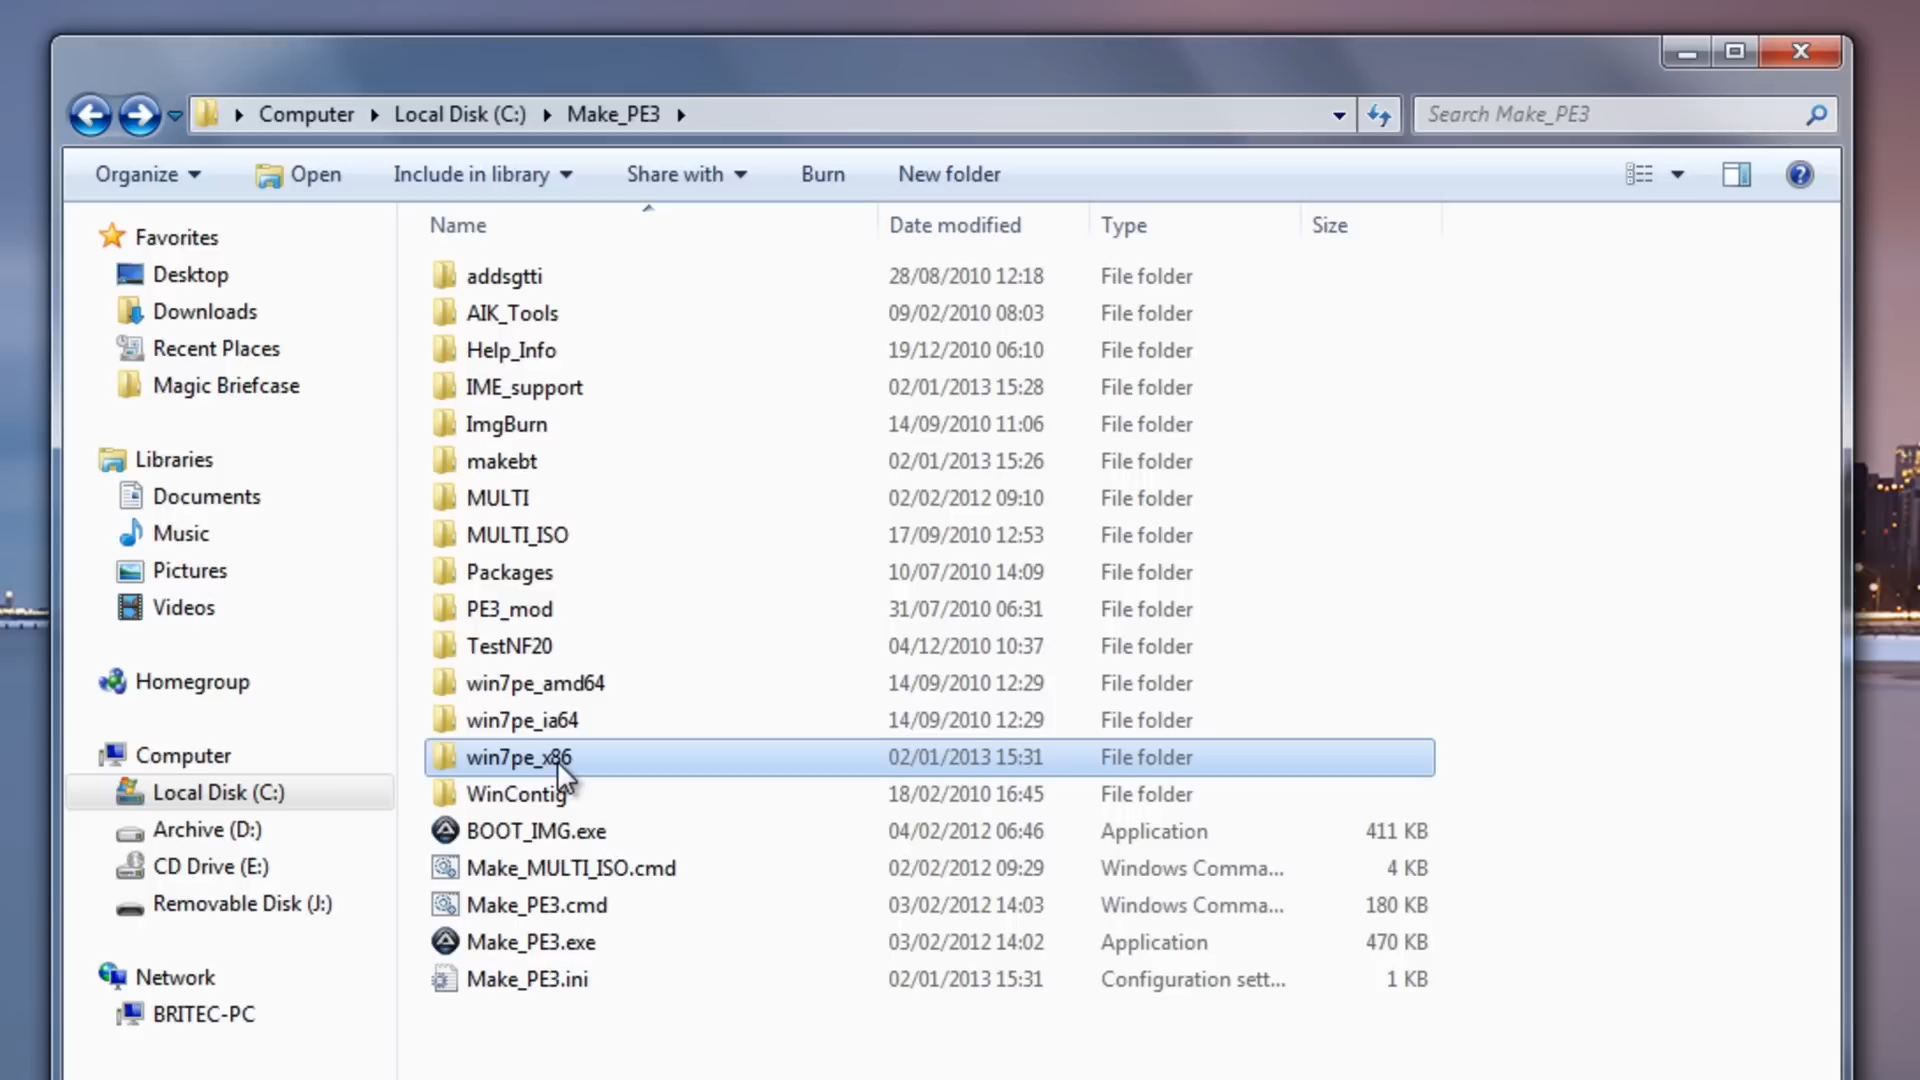 Computer Local Disk (C:) Make_PE3 Search Make_PE3
Organize Open Include in library Share with Burn New folder
Favorites
Desktop
Downloads
Recent Places
Magic Briefcase
Libraries
Documents
Music
Pictures
Videos
Homegroup
Computer
Local Disk (C:)
Archive (D:)
CD Drive (E:)
Removable Disk (J:)
Network
BRITEC-PC
Name Date modified Type Size
addsgtti 28/08/2010 12:18 File folder
AIK_Tools 09/02/2010 08:03 File folder
Help_Info 19/12/2010 06:10 File folder
IME_support 02/01/2013 15:28 File folder
ImgBurn 14/09/2010 11:06 File folder
makebt 02/01/2013 15:26 File folder
MULTI 02/02/2012 09:10 File folder
MULTI_ISO 17/09/2010 12:53 File folder
Packages 10/07/2010 14:09 File folder
PE3_mod 31/07/2010 06:31 File folder
TestNF20 04/12/2010 10:37 File folder
win7pe_amd64 14/09/2010 12:29 File folder
win7pe_ia64 14/09/2010 12:29 File folder
win7pe_x86 02/01/2013 15:31 File folder
WinContig 18/02/2010 16:45 File folder
BOOT_IMG.exe 04/02/2012 06:46 Application 411 KB
Make_MULTI_ISO.cmd 02/02/2012 09:29 Windows Comma... 4 KB
Make_PE3.cmd 03/02/2012 14:03 Windows Comma... 180 KB
Make_PE3.exe 03/02/2012 14:02 Application 470 KB
Make_PE3.ini 02/01/2013 15:31 Configuration sett... 1 KB